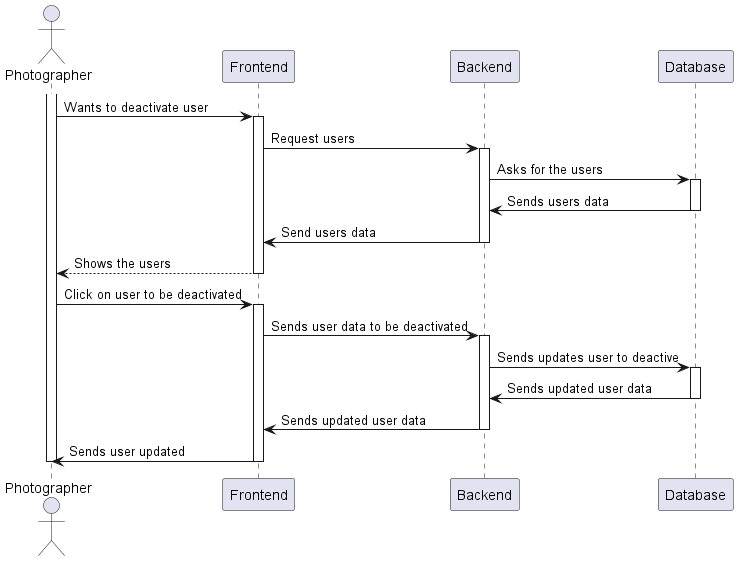 Photographer
Frontend
Backend
Database
Wants to deactivate user
Request users
Asks for the users
Sends users data
Send users data
Shows the users
Click on user to be deactivated
Sends user data to be deactivated
Sends updates user to deactive
Sends updated user data
Sends updated user data
Sends user updated
Photographer
Frontend
Backend
Database